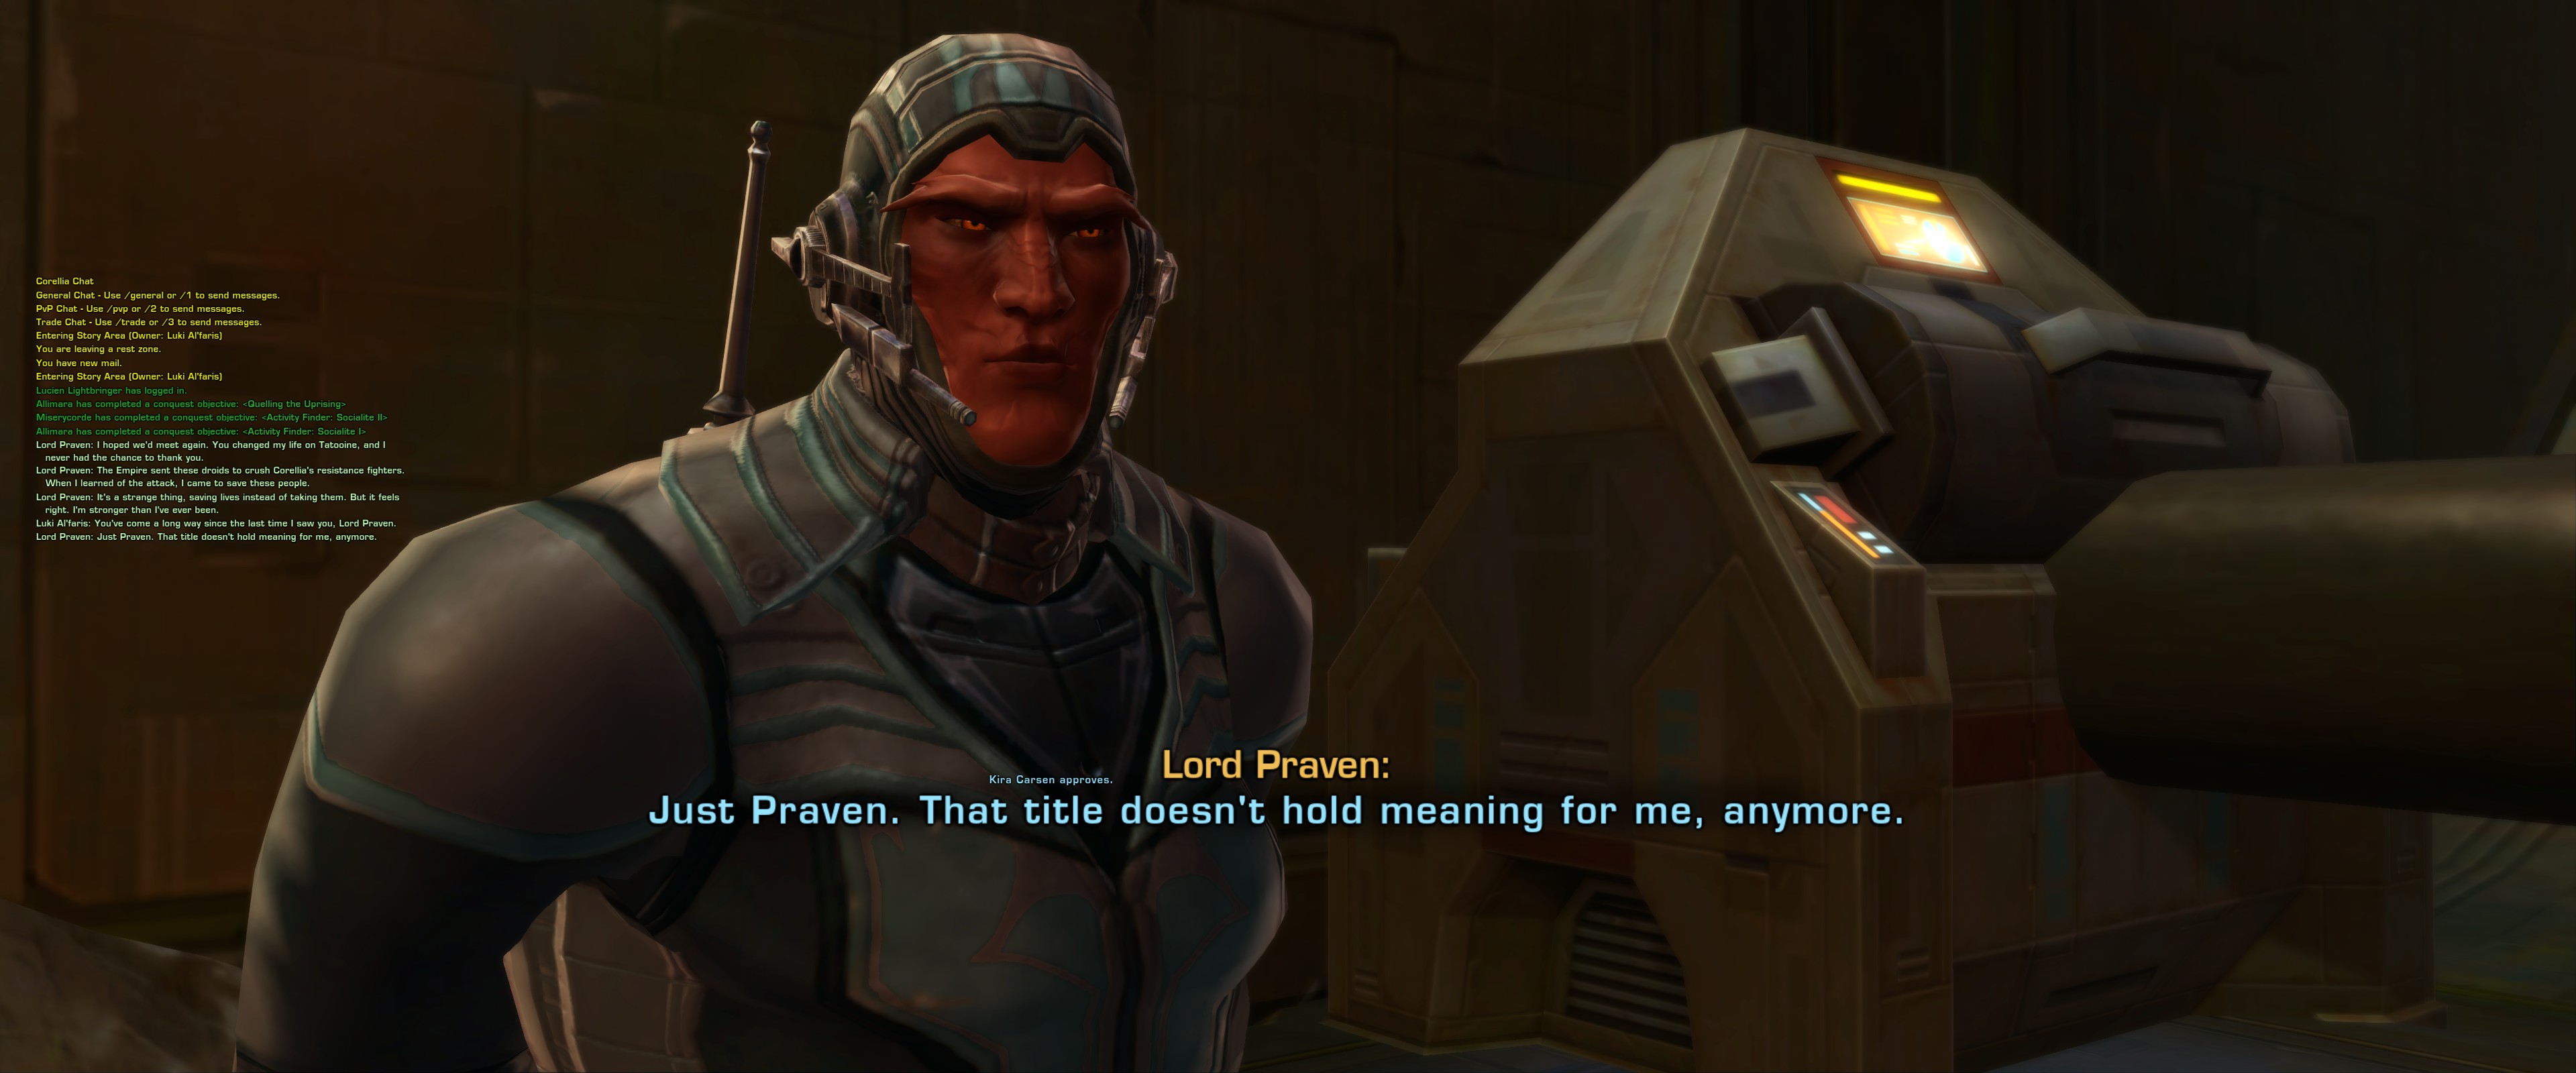 Corellia Chat
General Chat - Use /general or /1 to send messages.
PvP Chat - Use /pvp or /2 to send messages.
Trade Chat - Use /trade or /3 to send messages.
Entering Story Area (Owner: Luki Al'faris)
You are leaving a rest zone.
You have new mail.
Entering Story Area (Owner: Luki Al'faris)
Lucien Lightbringer has logged in.
Allimara has completed a conquest objective: <Quelling the Uprising>
Miserycorde has completed a conquest objective: <Activity Finder: Socialite II>
Allimara has completed a conquest objective: <Activity Finder: Socialite I>
Lord Praven: I hoped we'd meet again. You changed my life on Tatooine, and I
never had the chance to thank you.
Lord Praven: The Empire sent these droids to crush Corellia's resistance fighters.
When I learned of the attack, I came to save these people.
Lord Praven: It's a strange thing, saving lives instead of taking them. But it feels
right. I'm stronger than I've ever been.
Luki Al'faris: You've come a long way since the last time I saw you, Lord Praven.
Lord Praven: Just Praven. That title doesn't hold meaning for me, anymore.
Lord Praven:
Kira Carsen approves.
Just Praven. That title doesn't hold meaning for me, anymore.